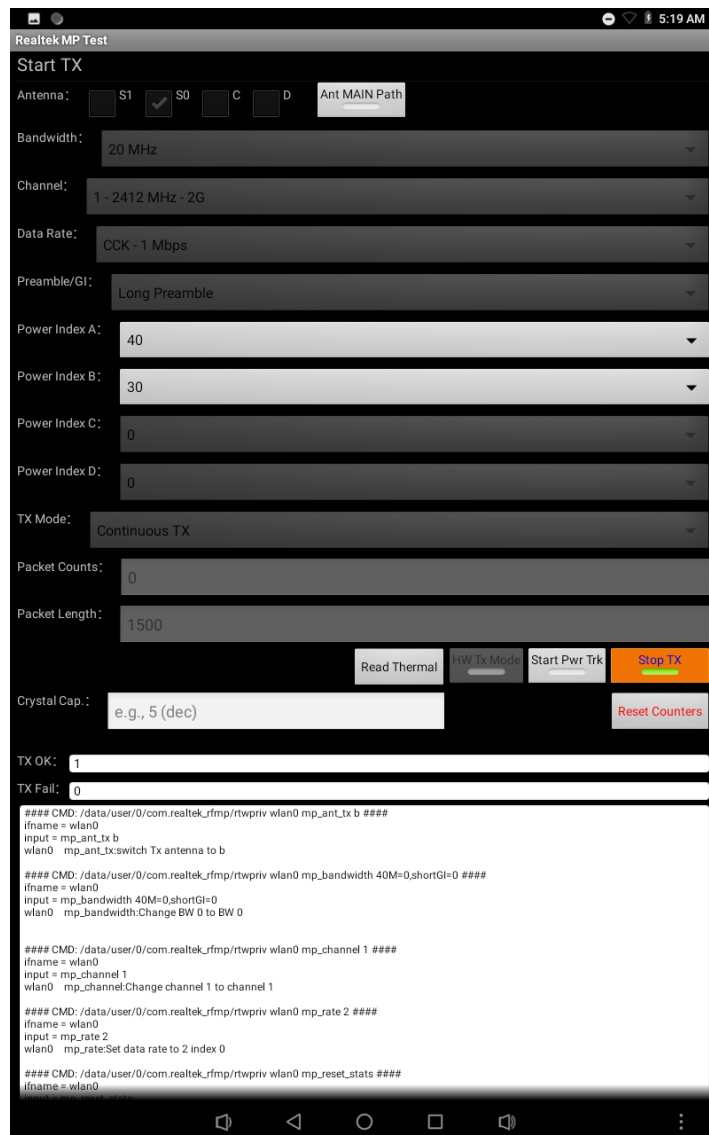 5:19 AM
Realtek MP Test
Start TX
Antenna: S1 S0 C D Ant MAIN Path
Bandwidth: 20 MHz
Channel: 1 - 2412 MHz - 2G
Data Rate: CCK - 1 Mbps
Preamble/GI: Long Preamble
Power Index A: 40
Power Index B: 30
Power Index C: 0
Power Index D: 0
TX Mode: Continuous TX
Packet Counts: 0
Packet Length: 1500
Read Thermal HW Tx Mode Start Pwr Trk Stop TX
Crystal Cap.: e.g., 5 (dec) Reset Counters
TX OK: 1
TX Fail: 0
#### CMD: /data/user/0/com.realtek_rfmp/rtwpriv wlan0 mp_ant_tx b ####
ifname = wlan0
input = mp_ant_tx b
wlan0 mp_ant_tx:switch Tx antenna to b
#### CMD: /data/user/0/com.realtek_rfmp/rtwpriv wlan0 mp_bandwidth 40M=0,shortGI=0 ####
ifname = wlan0
input = mp_bandwidth 40M=0,shortGI=0
wlan0 mp_bandwidth:Change BW 0 to BW 0
#### CMD: /data/user/0/com.realtek_rfmp/rtwpriv wlan0 mp_channel 1 ####
ifname = wlan0
input = mp_channel 1
wlan0 mp_channel:Change channel 1 to channel 1
#### CMD: /data/user/0/com.realtek_rfmp/rtwpriv wlan0 mp_rate 2 ####
ifname = wlan0
input = mp_rate 2
wlan0 mp_rate:Set data rate to 2 index 0
#### CMD: /data/user/0/com.realtek_rfmp/rtwpriv wlan0 mp_reset_stats ####
ifname = wlan0
input = mp_reset_stats